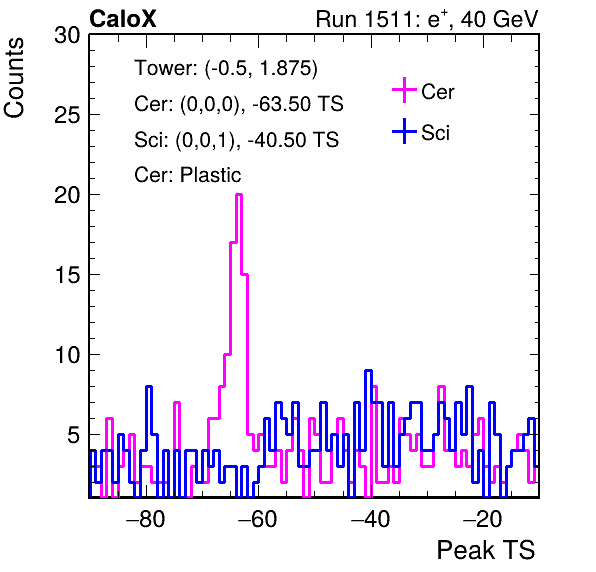 CaloX Run 1511: e⁺, 40 GeV
Counts
30
25
20
15
10
5
Tower: (-0.5, 1.875)
Cer: (0,0,0), -63.50 TS
Sci: (0,0,1), -40.50 TS
Cer: Plastic
Cer
Sci
−80 −60 −40 −20
Peak TS